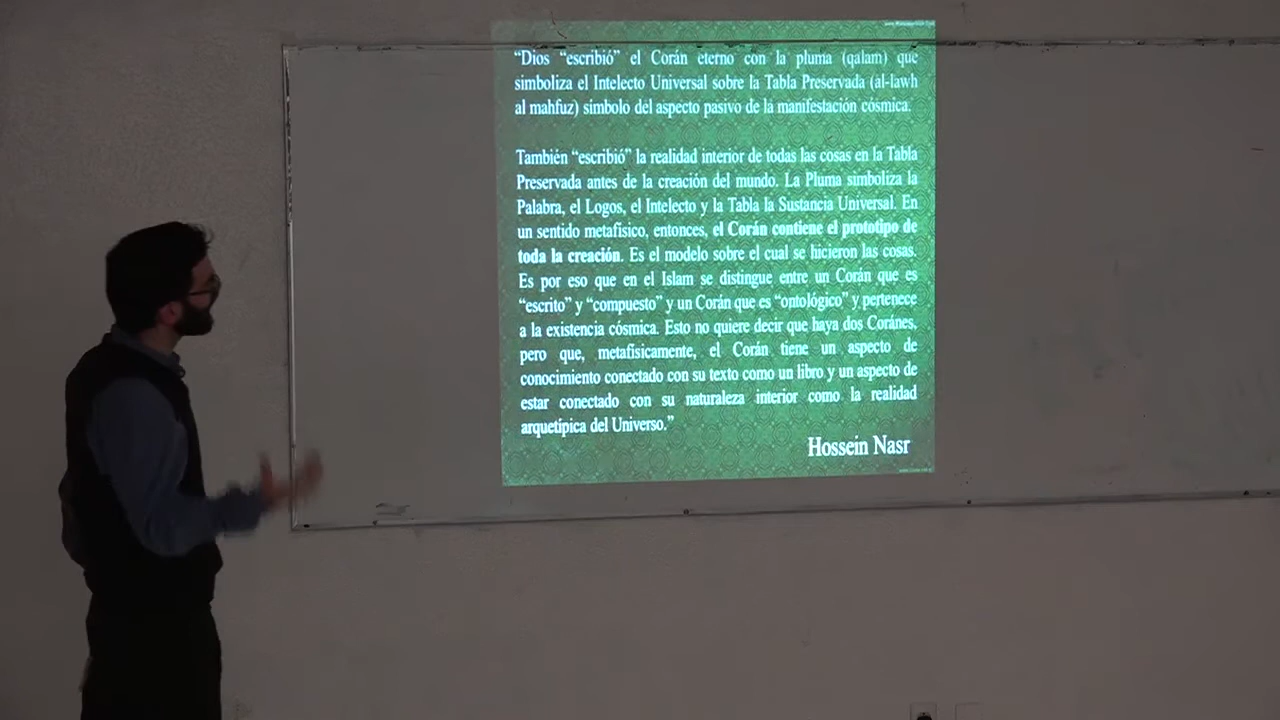 “Dios “escribió” el Corán eterno con la pluma (qalam) que
simboliza el Intelecto Universal sobre la Tabla Preservada (al-lawh
al mahfuz) símbolo del aspecto pasivo de la manifestación cósmica.
También “escribió” la realidad interior de todas las cosas en la Tabla
Preservada antes de la creación del mundo. La Pluma simboliza la
Palabra, el Logos, el Intelecto y la Tabla la Sustancia Universal. En
un sentido metafísico, entonces, el Corán contiene el prototipo de
toda la creación. Es el modelo sobre el cual se hicieron las cosas.
Es por eso que en el Islam se distingue entre un Corán que es
“escrito” y “compuesto” y un Corán que es “ontológico” y pertenece
a la existencia cósmica. Esto no quiere decir que haya dos Coránes,
pero que, metafísicamente, el Corán tiene un aspecto de
conocimiento conectado con su texto como un libro y un aspecto de
estar conectado con su naturaleza interior como la realidad
arquetípica del Universo.”
Hossein Nasr